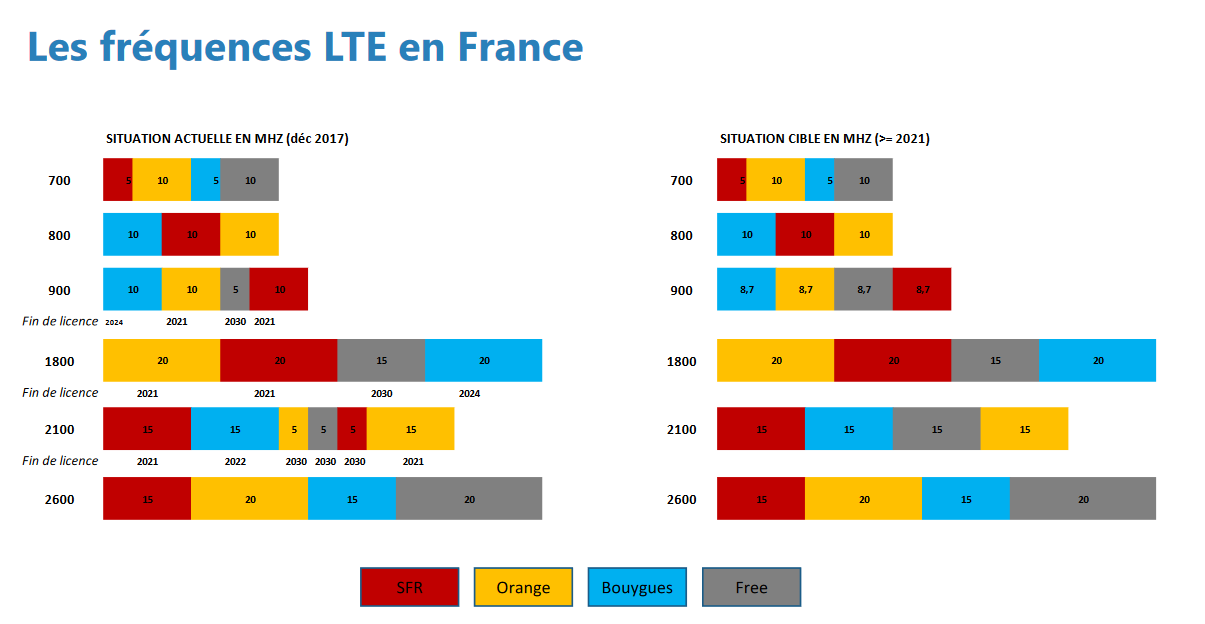 Les fréquences LTE en France
SITUATION ACTUELLE EN MHZ (déc 2017)
700 5 10 5 10
800 10 10 10
900 10 10 5 10
Fin de licence 2024 2021 2030 2021
1800 20 20 15 20
Fin de licence 2021 2021 2030 2024
2100 15 15 5 5 5 15
Fin de licence 2021 2022 2030 2030 2030 2021
2600 15 20 15 20
SITUATION CIBLE EN MHZ (>= 2021)
700 5 10 5 10
800 10 10 10
900 8,7 8,7 8,7 8,7
1800 20 20 15 20
2100 15 15 15 15
2600 15 20 15 20
SFR Orange Bouygues Free